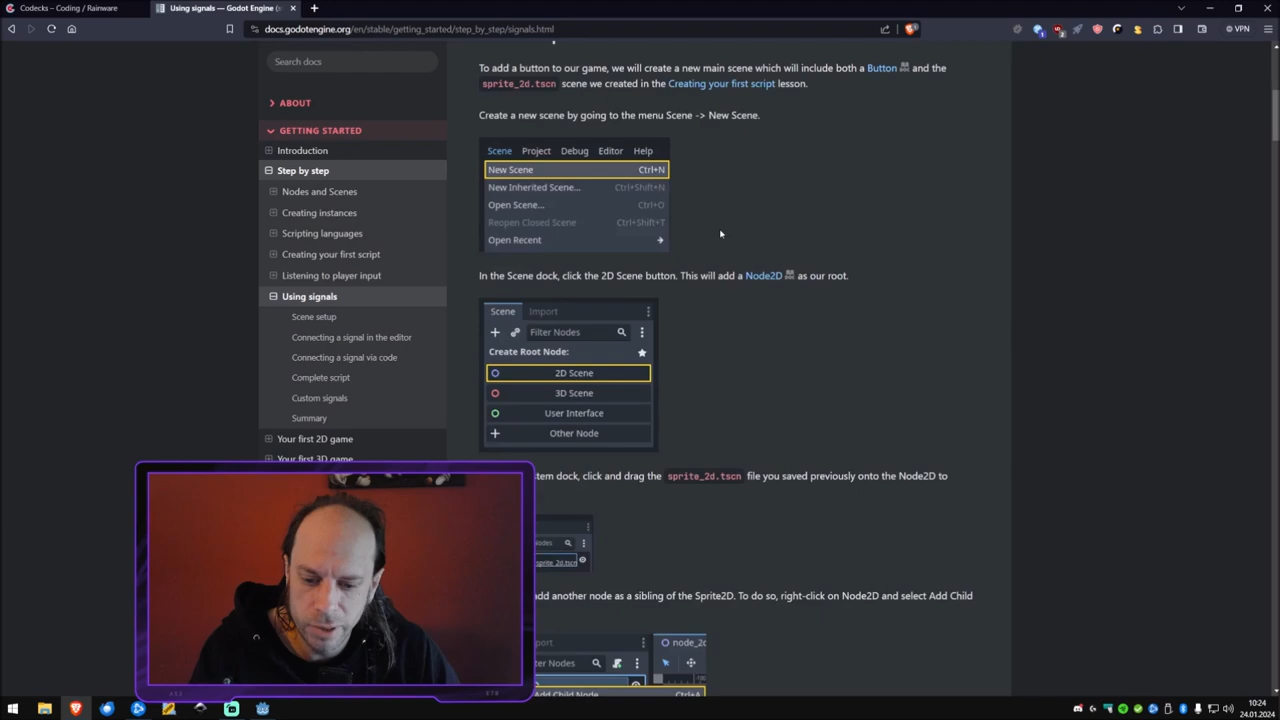 Codecks – Coding / Rainware
Using signals — Godot Engine (s
docs.godotengine.org/en/stable/getting_started/step_by_step/signals.html
VPN
Search docs
ABOUT
GETTING STARTED
Introduction
Step by step
Nodes and Scenes
Creating instances
Scripting languages
Creating your first script
Listening to player input
Using signals
Scene setup
Connecting a signal in the editor
Connecting a signal via code
Complete script
Custom signals
Summary
Your first 2D game
Your first 3D game
To add a button to our game, we will create a new main scene which will include both a Button and the
sprite_2d.tscn scene we created in the Creating your first script lesson.
Create a new scene by going to the menu Scene -> New Scene.
Scene Project Debug Editor Help
New Scene Ctrl+N
New Inherited Scene... Ctrl+Shift+N
Open Scene... Ctrl+O
Reopen Closed Scene Ctrl+Shift+T
Open Recent
In the Scene dock, click the 2D Scene button. This will add a Node2D as our root.
Scene Import
Filter Nodes
Create Root Node:
2D Scene
3D Scene
User Interface
Other Node
stem dock, click and drag the sprite_2d.tscn file you saved previously onto the Node2D to
Nodes
sprite_2d.tscn
add another node as a sibling of the Sprite2D. To do so, right-click on Node2D and select Add Child
port
node_2d
ilter Nodes
Add Child Node Ctrl+A
10:24
24.01.2024